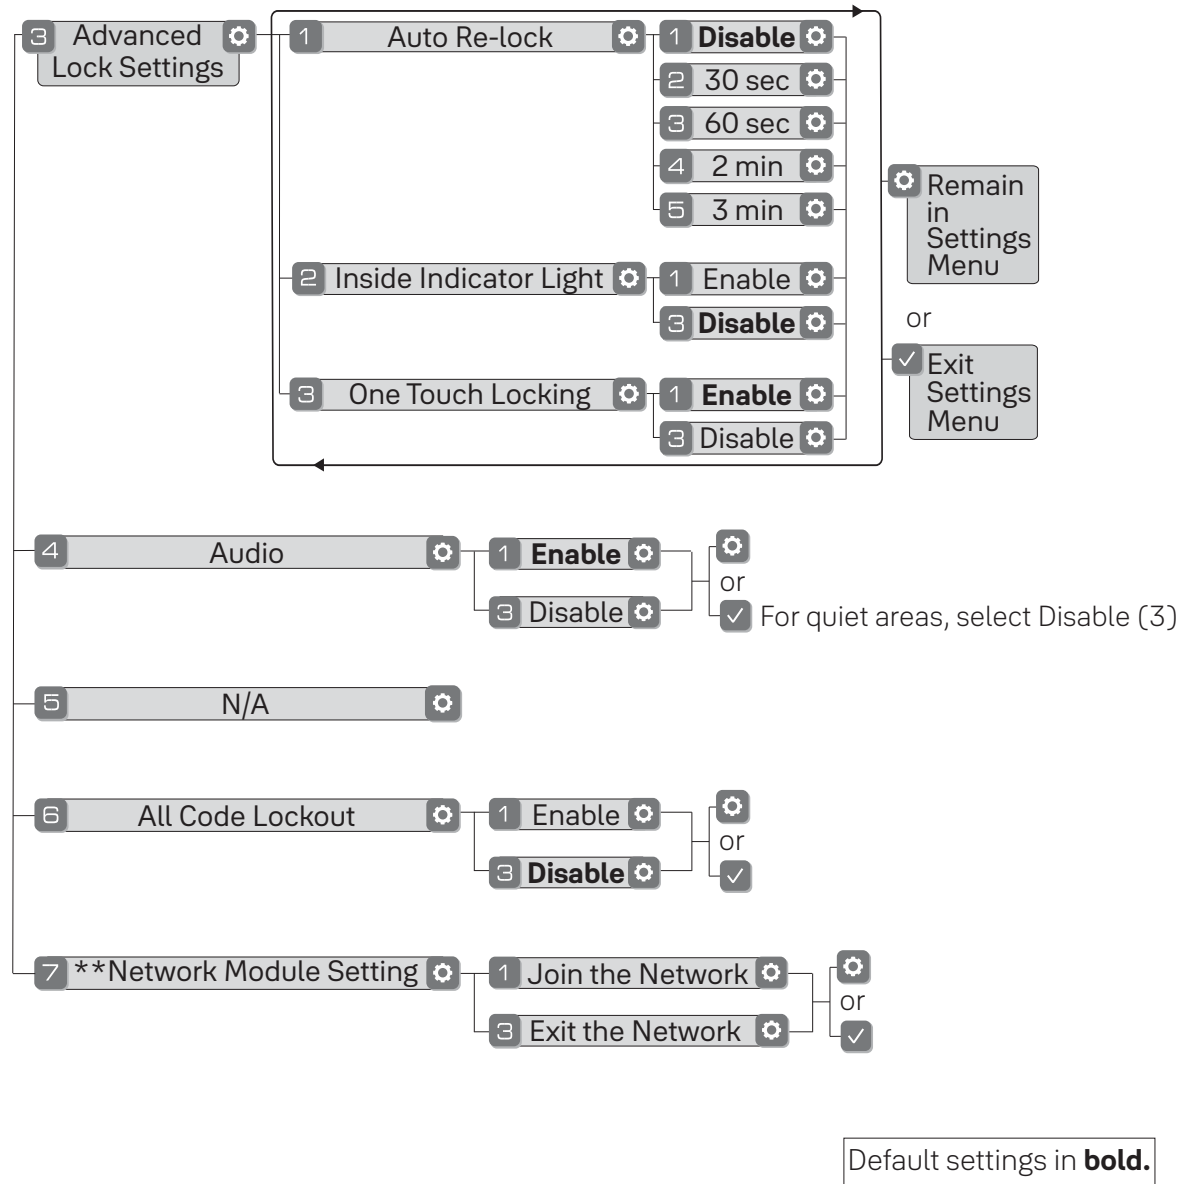 3 Advanced
Lock Settings
1 Auto Re-lock
1 Disable
2 30 sec
3 60 sec
4 2 min
5 3 min
2 Inside Indicator Light
1 Enable
3 Disable
3 One Touch Locking
1 Enable
3 Disable
Remain
in
Settings
Menu
or
Exit
Settings
Menu
4 Audio
1 Enable
3 Disable
or
For quiet areas, select Disable (3)
5 N/A
6 All Code Lockout
1 Enable
3 Disable
or
7 **Network Module Setting
1 Join the Network
3 Exit the Network
or
Default settings in bold.